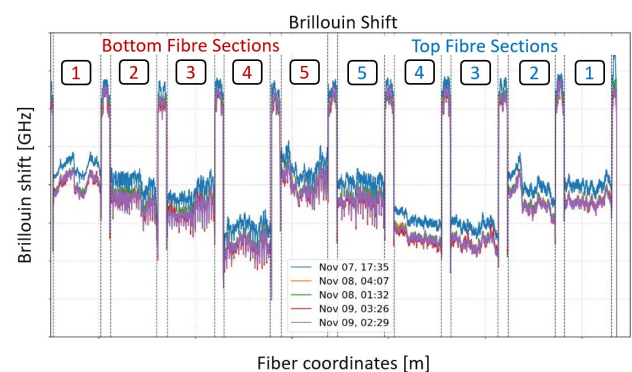 Brillouin Shift
Bottom Fibre Sections
Top Fibre Sections
1 2 3 4 5 5 4 3 2 1
Brillouin shift [GHz]
Nov 07, 17:35
Nov 08, 04:07
Nov 08, 01:32
Nov 09, 03:26
Nov 09, 02:29
Fiber coordinates [m]